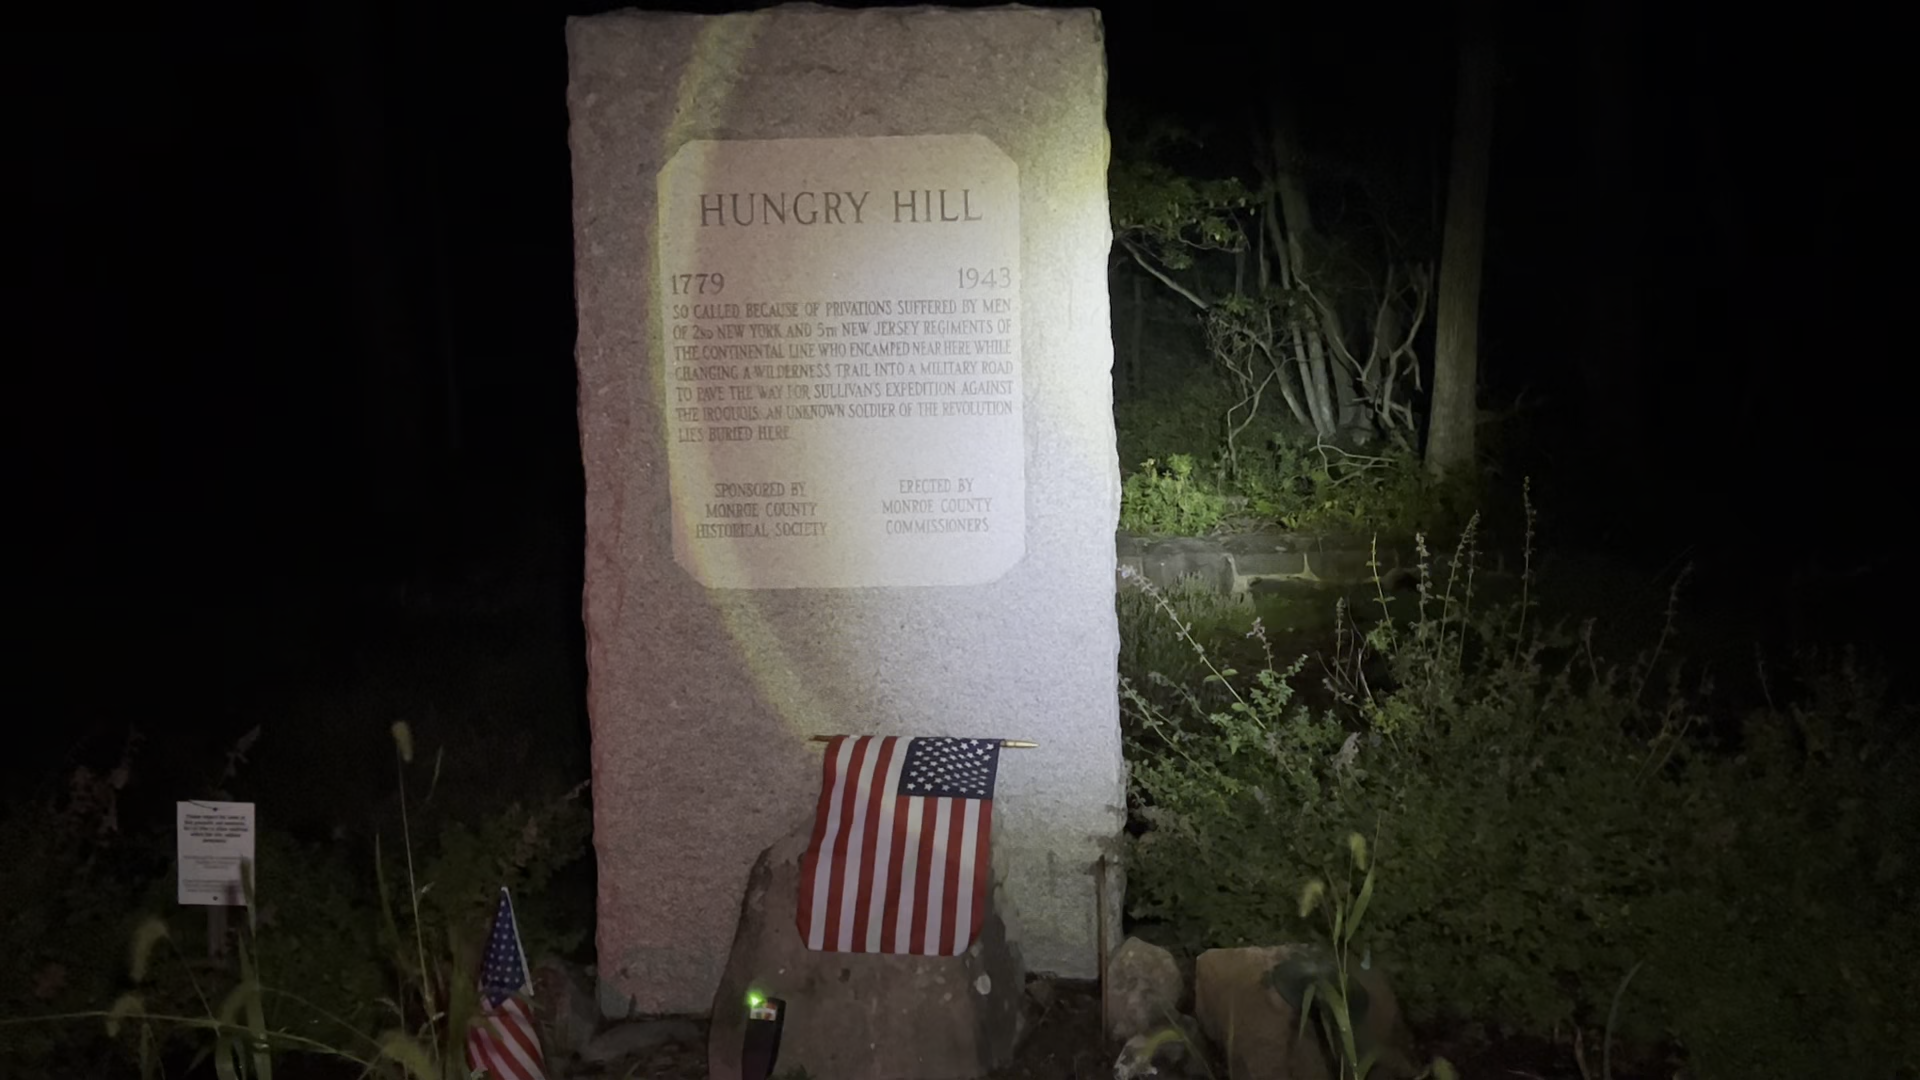 HUNGRY HILL
1779 1943
SO CALLED BECAUSE OF PRIVATIONS SUFFERED BY MEN
OF 2ND NEW YORK AND 5TH NEW JERSEY REGIMENTS OF
THE CONTINENTAL LINE WHO ENCAMPED NEAR HERE WHILE
CHANGING A WILDERNESS TRAIL INTO A MILITARY ROAD
TO PAVE THE WAY FOR SULLIVAN'S EXPEDITION AGAINST
THE IROQUOIS. AN UNKNOWN SOLDIER OF THE REVOLUTION
LIES BURIED HERE.
SPONSORED BY
MONROE COUNTY
HISTORICAL SOCIETY
ERECTED BY
MONROE COUNTY
COMMISSIONERS